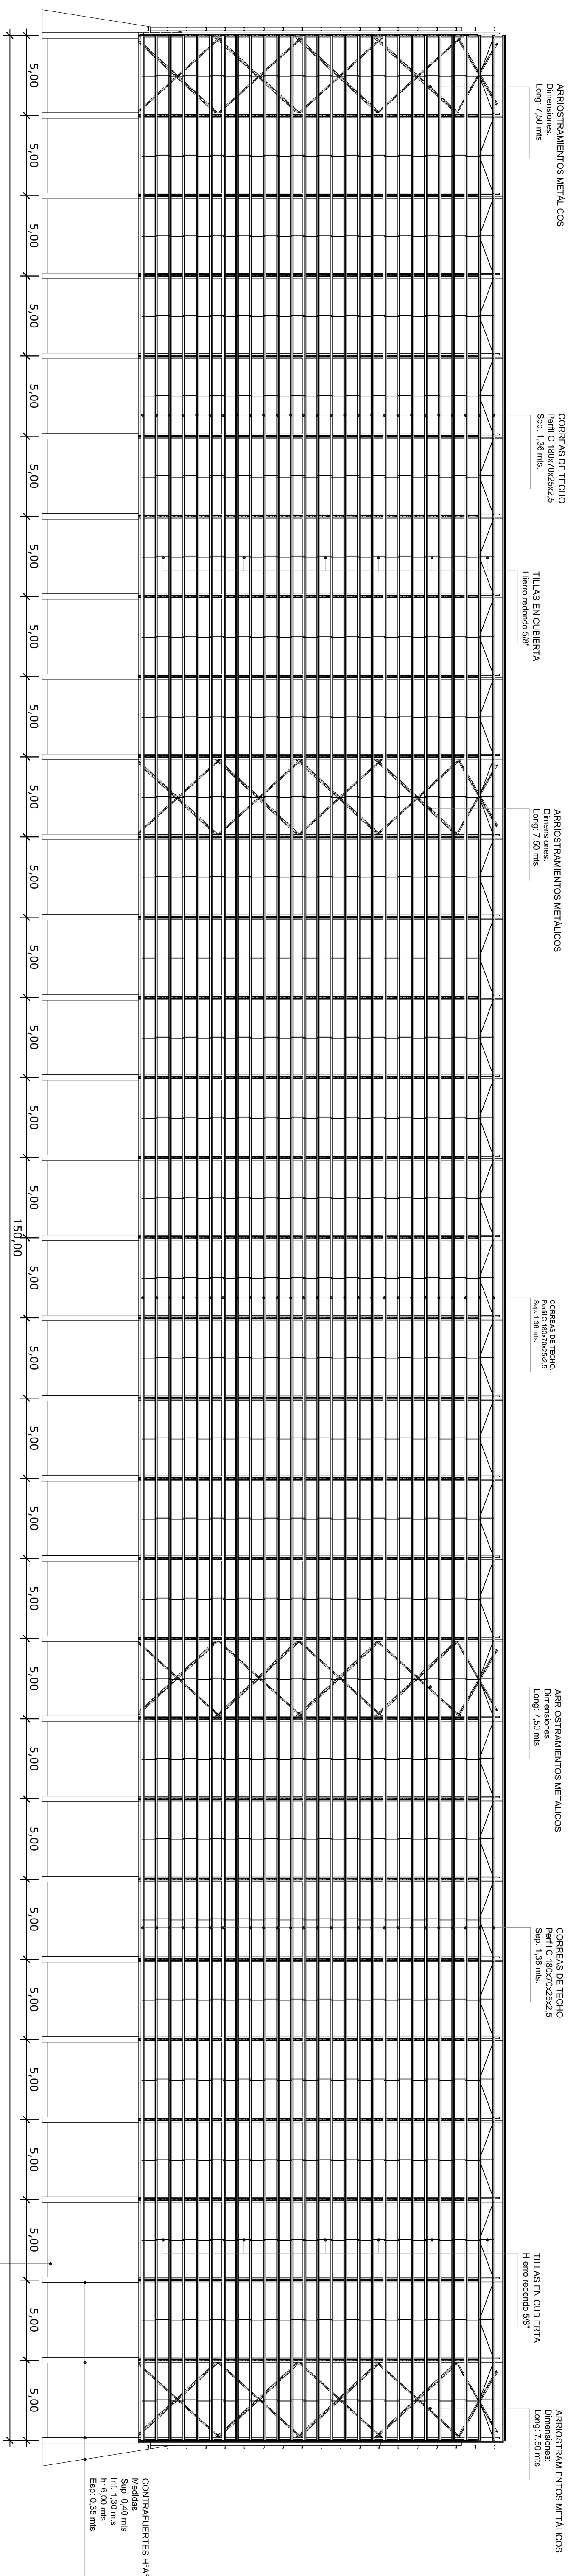 ARRIOSTRAMIENTOS METÁLICOS
Dimensiones:
Long: 7,50 mts
CORREAS DE TECHO.
Perfil C 180x70x25x2,5
Sep. 1,36 mts.
TILLAS EN CUBIERTA
Hierro redondo 5/8"
ARRIOSTRAMIENTOS METÁLICOS
Dimensiones:
Long: 7,50 mts
CORREAS DE TECHO.
Perfil C 180x70x25x2,5
Sep. 1,36 mts.
ARRIOSTRAMIENTOS METÁLICOS
Dimensiones:
Long: 7,50 mts
CORREAS DE TECHO.
Perfil C 180x70x25x2,5
Sep. 1,36 mts.
TILLAS EN CUBIERTA
Hierro redondo 5/8"
ARRIOSTRAMIENTOS METÁLICOS
Dimensiones:
Long: 7,50 mts
CONTRAFUERTES HºAº
Medidas:
Sup: 0,40 mts
Inf: 1,30 mts
h: 6,00 mts
Esp: 0,35 mts
5,00 5,00 5,00 5,00 5,00 5,00 5,00 5,00 5,00 5,00 5,00 5,00 5,00 5,00 5,00 5,00 5,00 5,00 5,00 5,00 5,00 5,00 5,00 5,00 5,00 5,00 5,00 5,00 5,00 5,00
150,00